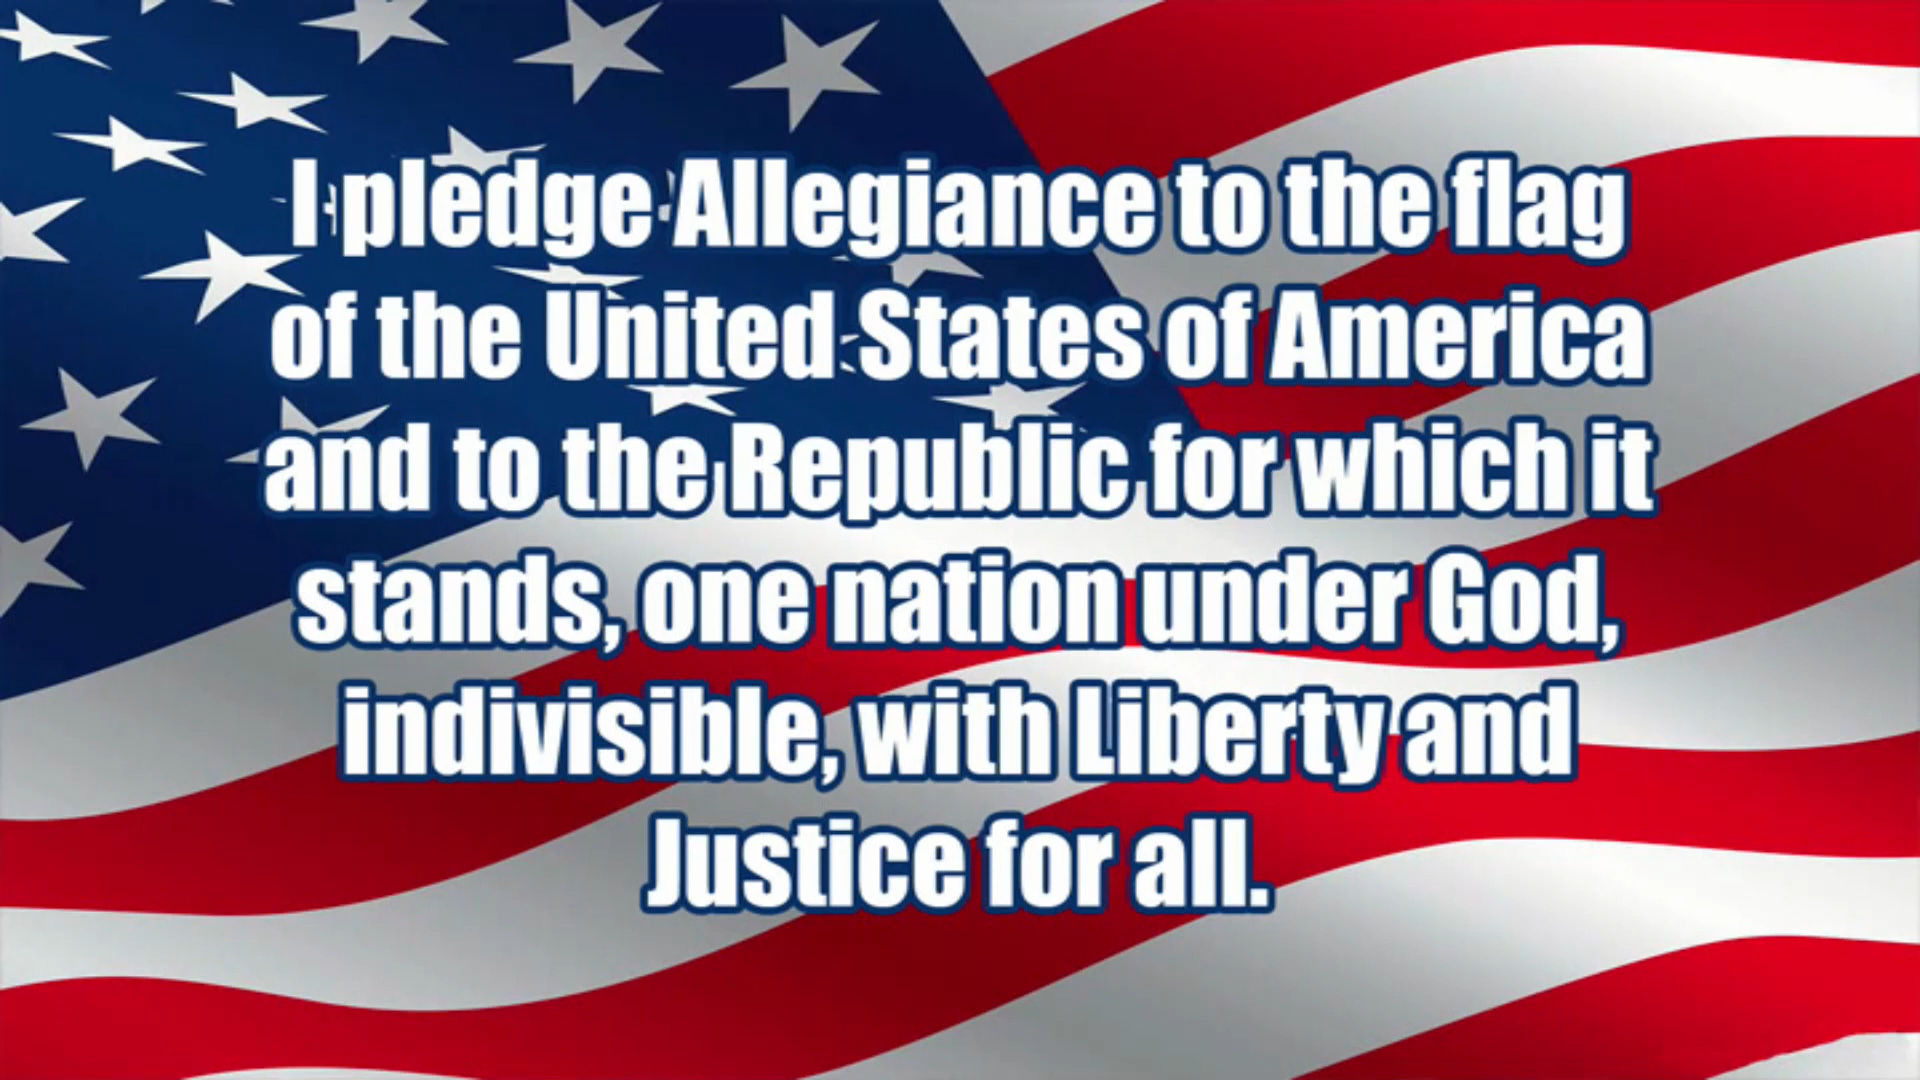 I pledge Allegiance to the flag
of the United States of America
and to the Republic for which it
stands, one nation under God,
indivisible, with Liberty and
Justice for all.